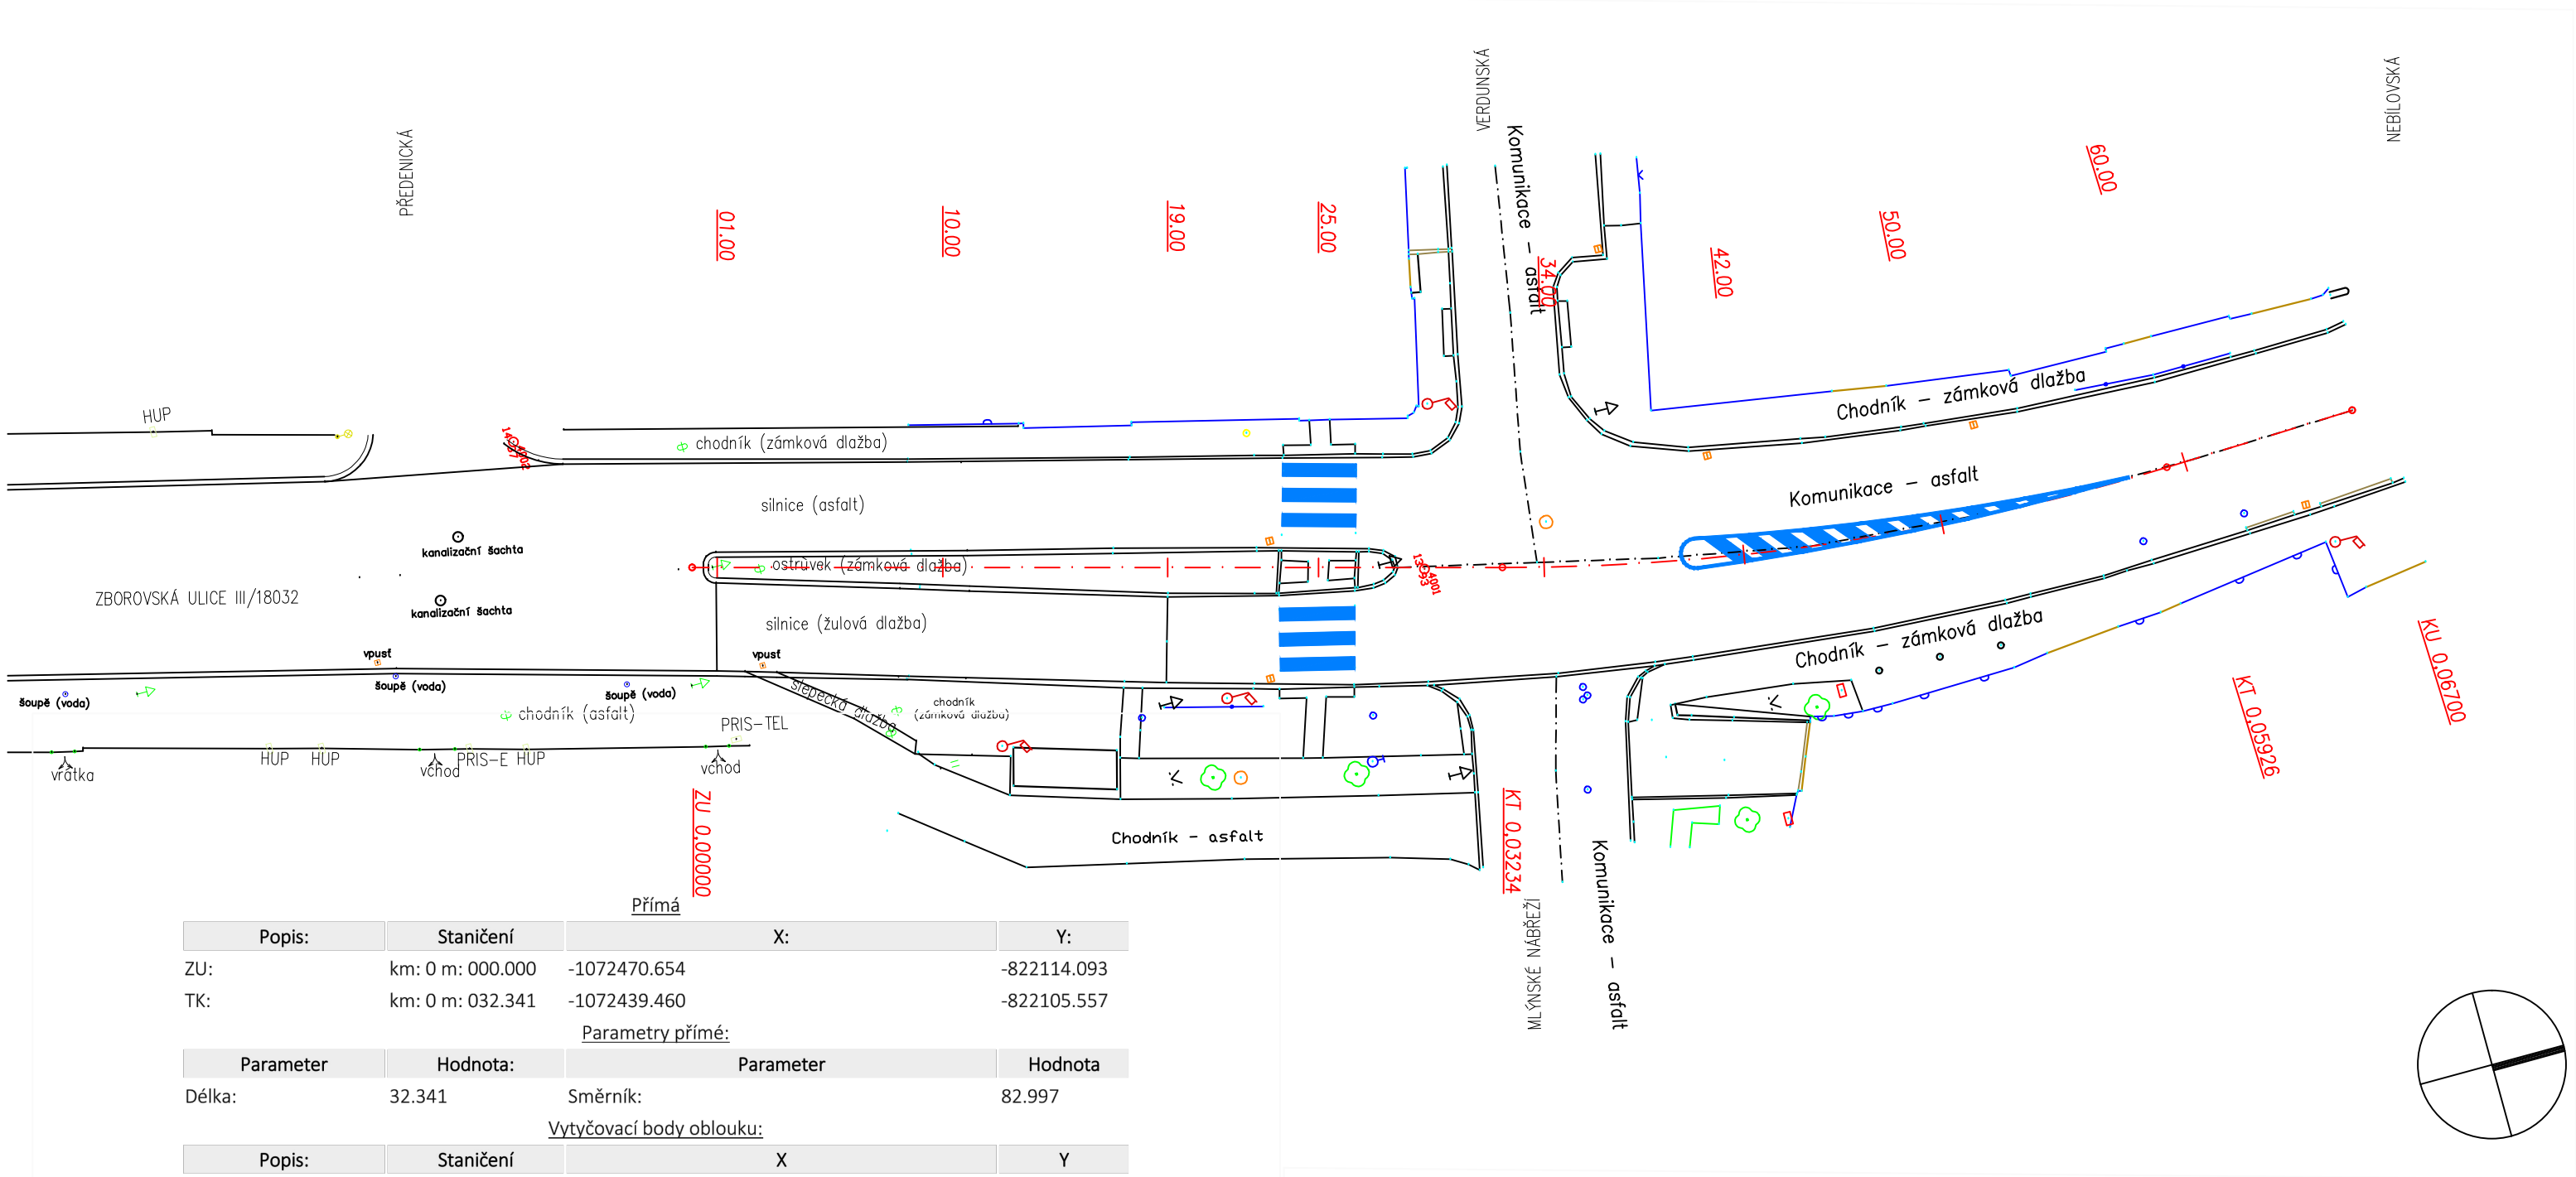 PŘEDENICKÁ
VERDUNSKÁ
NEBÍLOVSKÁ
Komunikace - asfalt
01.00
10.00
19.00
25.00
34.00
42.00
50.00
60.00
HUP
chodník (zámková dlažba)
Chodník - zámková dlažba
silnice (asfalt)
Komunikace - asfalt
kanalizační šachta
ostrůvek (zámková dlažba)
ZBOROVSKÁ ULICE III/18032
kanalizační šachta
silnice (žulová dlažba)
Chodník - zámková dlažba
vpusť
vpusť
šoupě (voda)
šoupě (voda)
šoupě (voda)
slepecká dlažba
chodník
(zámková dlažba)
chodník (asfalt)
PRIS-TEL
HUP
HUP
PRIS-E HUP
vrátka
vchod
vchod
KU 0,06700
KT 0,05926
ZU 0,00000
KT 0,03234
Chodník - asfalt
MLÝNSKÉ NÁBŘEŽÍ
Komunikace - asfalt
Přímá
Popis: Staničení X: Y:
ZU: km: 0 m: 000.000 -1072470.654 -822114.093
TK: km: 0 m: 032.341 -1072439.460 -822105.557
Parametry přímé:
Parameter Hodnota: Parameter Hodnota
Délka: 32.341 Směrník: 82.997
Vytyčovací body oblouku:
Popis: Staničení X Y